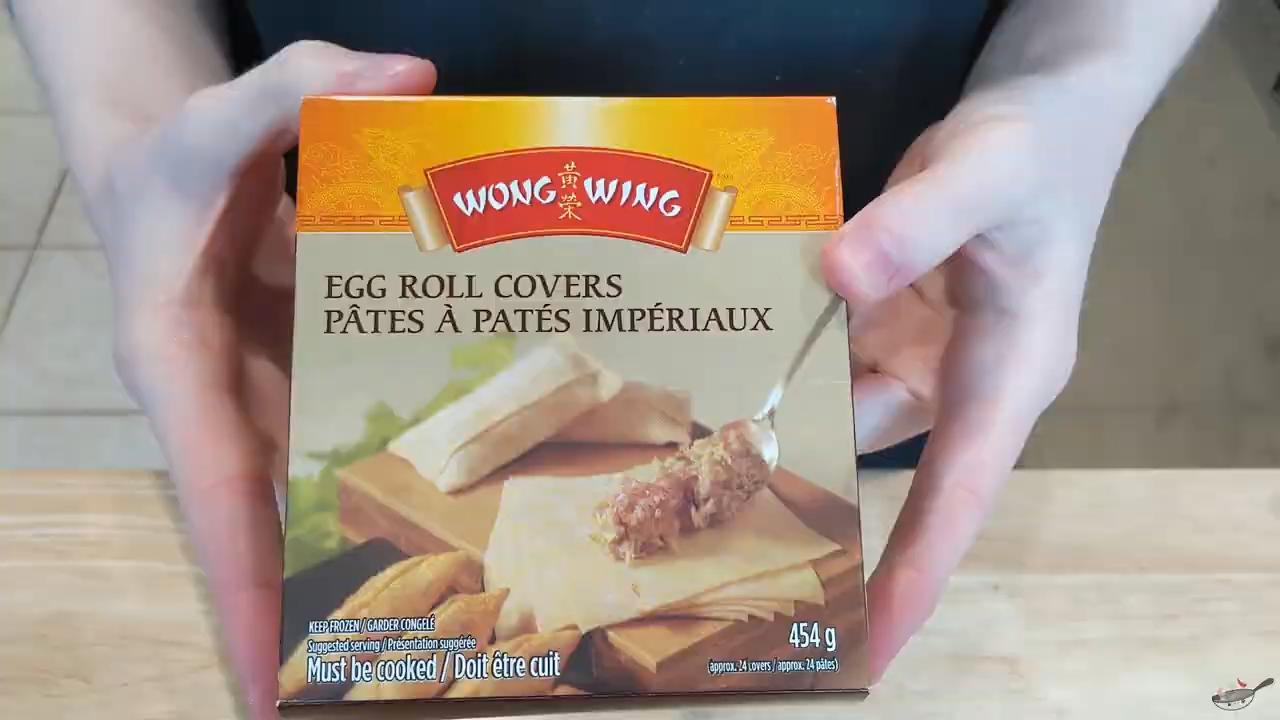 WONG 黃榮 WING
EGG ROLL COVERS
PÂTES À PATÉS IMPÉRIAUX
KEEP FROZEN / GARDER CONGELÉ
Suggested serving / Présentation suggérée
Must be cooked / Doit être cuit
454 g
(approx. 24 covers / approx. 24 pâtes)